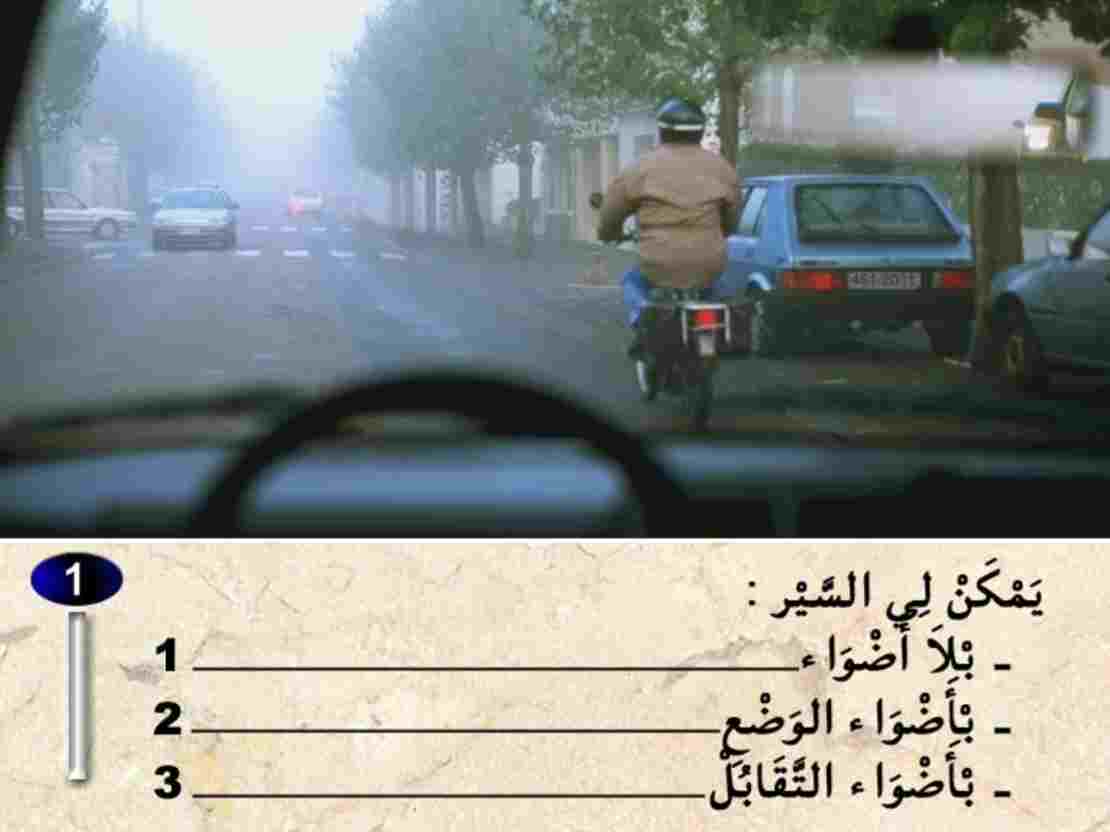 1
يَمْكَنْ لِي السَّيْر :
- بْلاَ أَضْوَاء 1
- بْأَضْوَاء الوَضْعِ 2
- بْأَضْوَاء التَّقَابُلْ 3